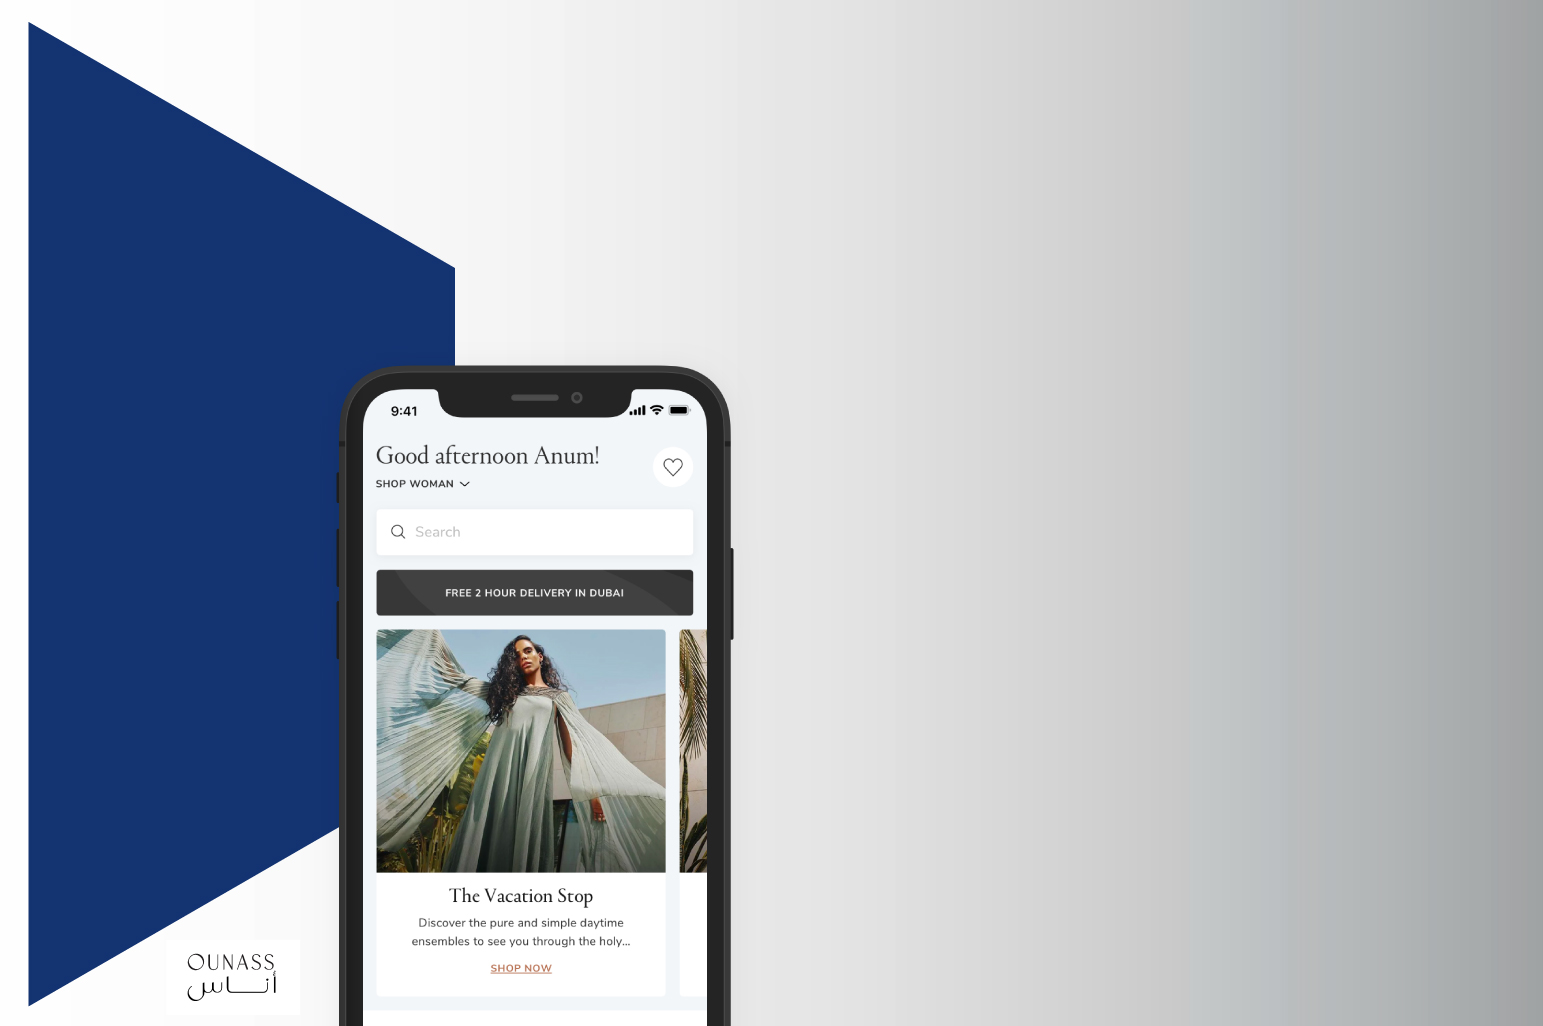 9:41
Good afternoon Anum!
SHOP WOMAN
Search
FREE 2 HOUR DELIVERY IN DUBAI
The Vacation Stop
Discover the pure and simple daytime
ensembles to see you through the holy...
SHOP NOW
OUNASS
أناس